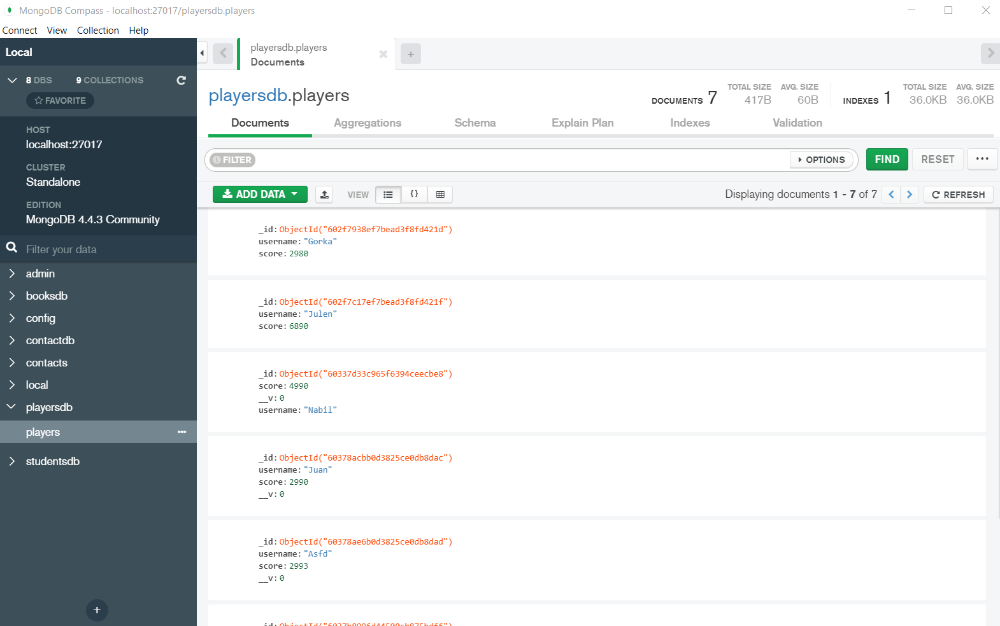 MongoDB Compass - localhost:27017/playersdb.players
Connect View Collection Help
Local
8 DBS 9 COLLECTIONS
FAVORITE
HOST
localhost:27017
CLUSTER
Standalone
EDITION
MongoDB 4.4.3 Community
Filter your data
admin
booksdb
config
contactdb
contacts
local
playersdb
players
studentsdb
playersdb.players
Documents
playersdb.players
DOCUMENTS 7 TOTAL SIZE 417B AVG. SIZE 60B INDEXES 1 TOTAL SIZE 36.0KB AVG. SIZE 36.0KB
Documents Aggregations Schema Explain Plan Indexes Validation
FILTER OPTIONS FIND RESET
ADD DATA VIEW {} Displaying documents 1 - 7 of 7 REFRESH
_id: ObjectId("602f7938ef7bead3f8fd421d")
username: "Gorka"
score: 2980
_id: ObjectId("602f7c17ef7bead3f8fd421f")
username: "Julen"
score: 6890
_id: ObjectId("60337d33c965f6394ceecbe8")
score: 4990
__v: 0
username: "Nabil"
_id: ObjectId("60378acbb0d3825ce0db8dac")
username: "Juan"
score: 2990
__v: 0
_id: ObjectId("60378ae6b0d3825ce0db8dad")
username: "Asfd"
score: 2993
__v: 0